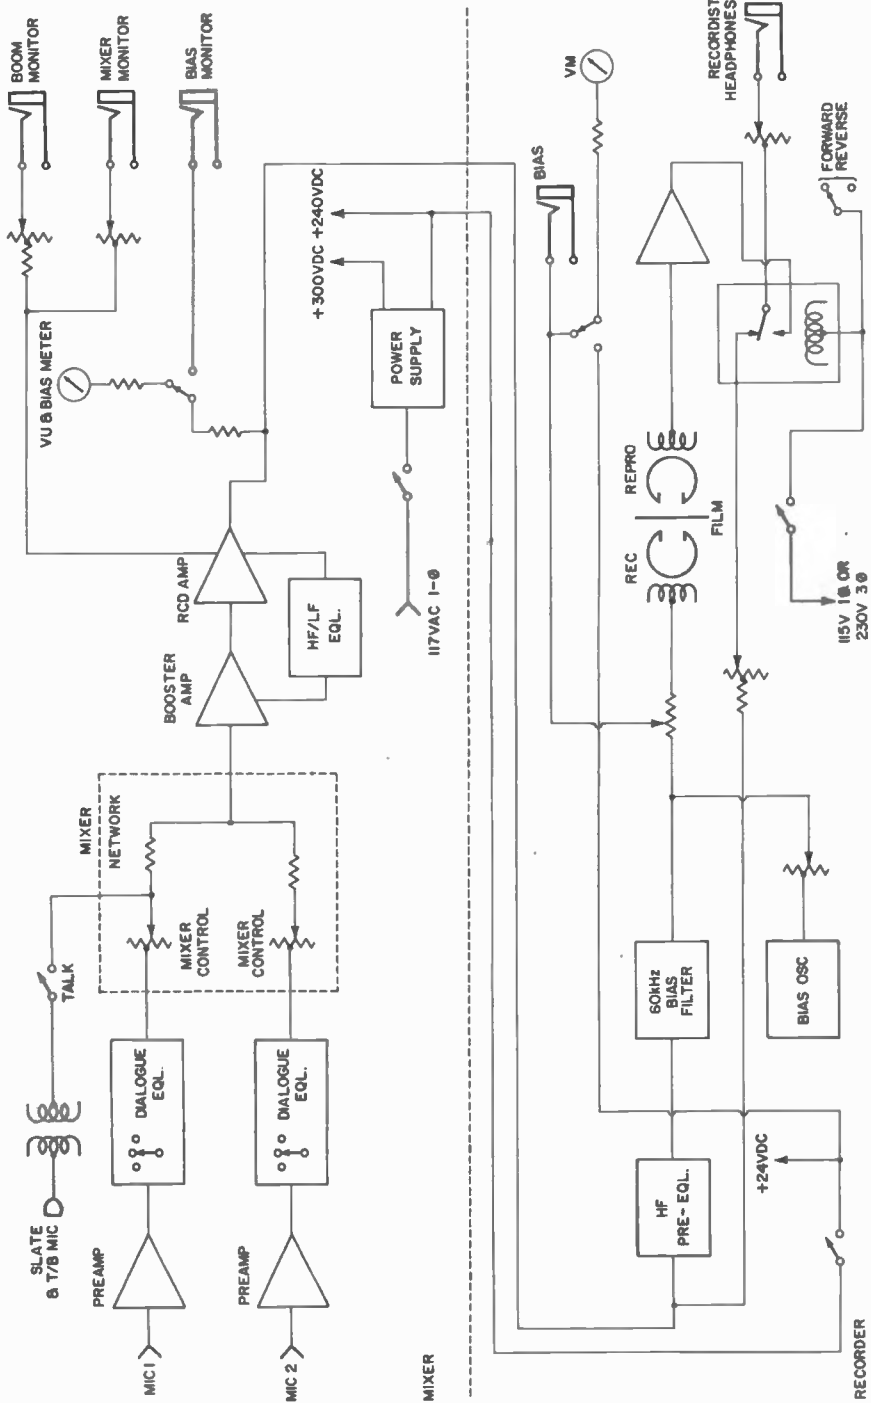 BOOM
MONITOR
MIXER
MONITOR
BIAS
MONITOR
VU & BIAS METER
+300VDC
+240VDC
POWER
SUPPLY
117VAC 1-Ø
RCD AMP
HF/LF
EQL.
BOOSTER
AMP
MIXER
NETWORK
MIXER
CONTROL
MIXER
CONTROL
TALK
SLATE
& T/B MIC
DIALOGUE
EQL.
DIALOGUE
EQL.
PREAMP
PREAMP
MIC 1
MIC 2
MIXER
RECORDIST
HEADPHONES
VM
BIAS
FORWARD
REVERSE
REPRO
REC
FILM
115V 1Ø OR
230V 3Ø
60kHz
BIAS
FILTER
BIAS OSC
HF
PRE-EQL.
+24VDC
RECORDER